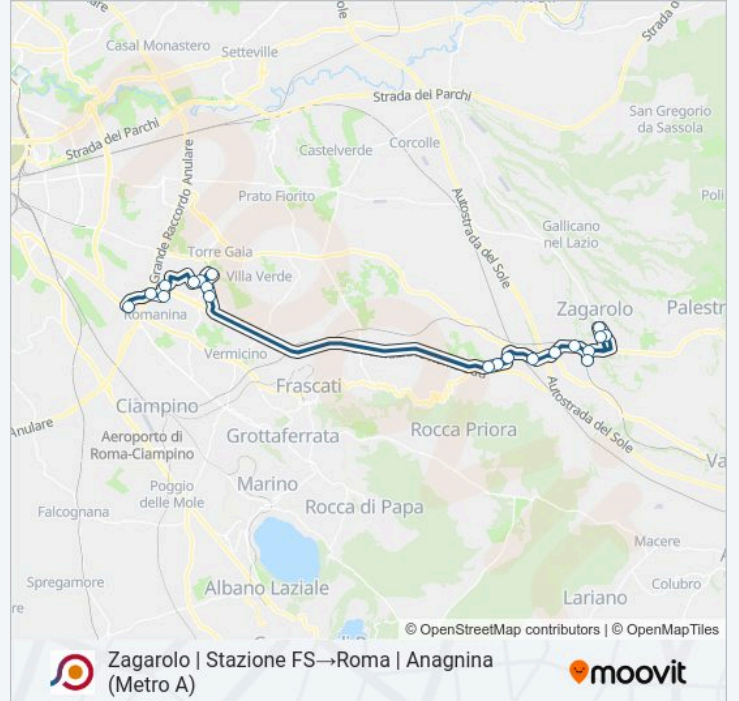 Casal Monastero
Setteville
Strada dei Parchi
Strada dei Parchi
San Gregorio
da Sassola
Castelverde
Corcolle
Grande Raccordo Anulare
Prato Fiorito
Autostrada del Sole
Gallicano
nel Lazio
Torre Gaia
Villa Verde
Zagarolo
Romanina
Vermicino
Frascati
Ciampino
Autostrada del Sole
Aeroporto di
Roma-Ciampino
Grottaferrata
Rocca Priora
Marino
Poggio
delle Mole
Rocca di Papa
Falcognana
Macere
Spregamore
Albano Laziale
Colubro
Lariano
© OpenStreetMap contributors | © OpenMapTiles
Zagarolo | Stazione FS→Roma | Anagnina
(Metro A)
moovit